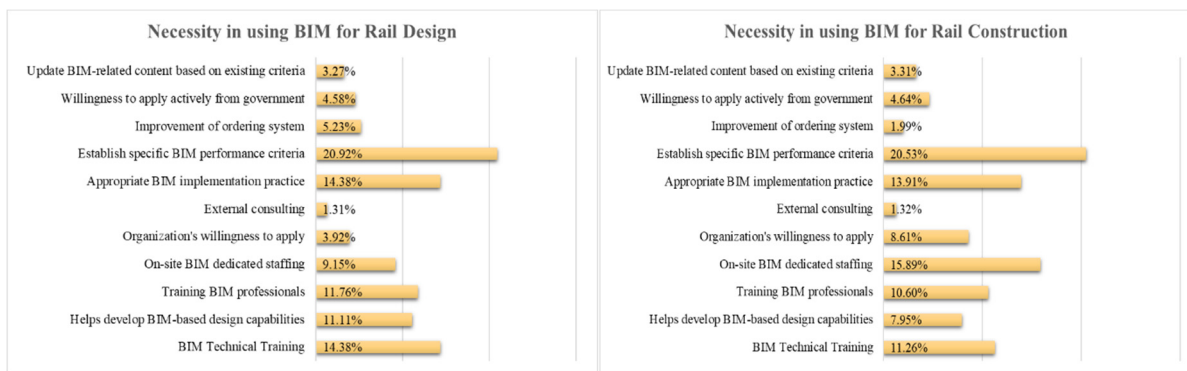 Necessity in using BIM for Rail Design
Update BIM-related content based on existing criteria 3.27%
Willingness to apply actively from government 4.58%
Improvement of ordering system 5.23%
Establish specific BIM performance criteria 20.92%
Appropriate BIM implementation practice 14.38%
External consulting 1.31%
Organization's willingness to apply 3.92%
On-site BIM dedicated staffing 9.15%
Training BIM professionals 11.76%
Helps develop BIM-based design capabilities 11.11%
BIM Technical Training 14.38%
Necessity in using BIM for Rail Construction
Update BIM-related content based on existing criteria 3.31%
Willingness to apply actively from government 4.64%
Improvement of ordering system 1.99%
Establish specific BIM performance criteria 20.53%
Appropriate BIM implementation practice 13.91%
External consulting 1.32%
Organization's willingness to apply 8.61%
On-site BIM dedicated staffing 15.89%
Training BIM professionals 10.60%
Helps develop BIM-based design capabilities 7.95%
BIM Technical Training 11.26%